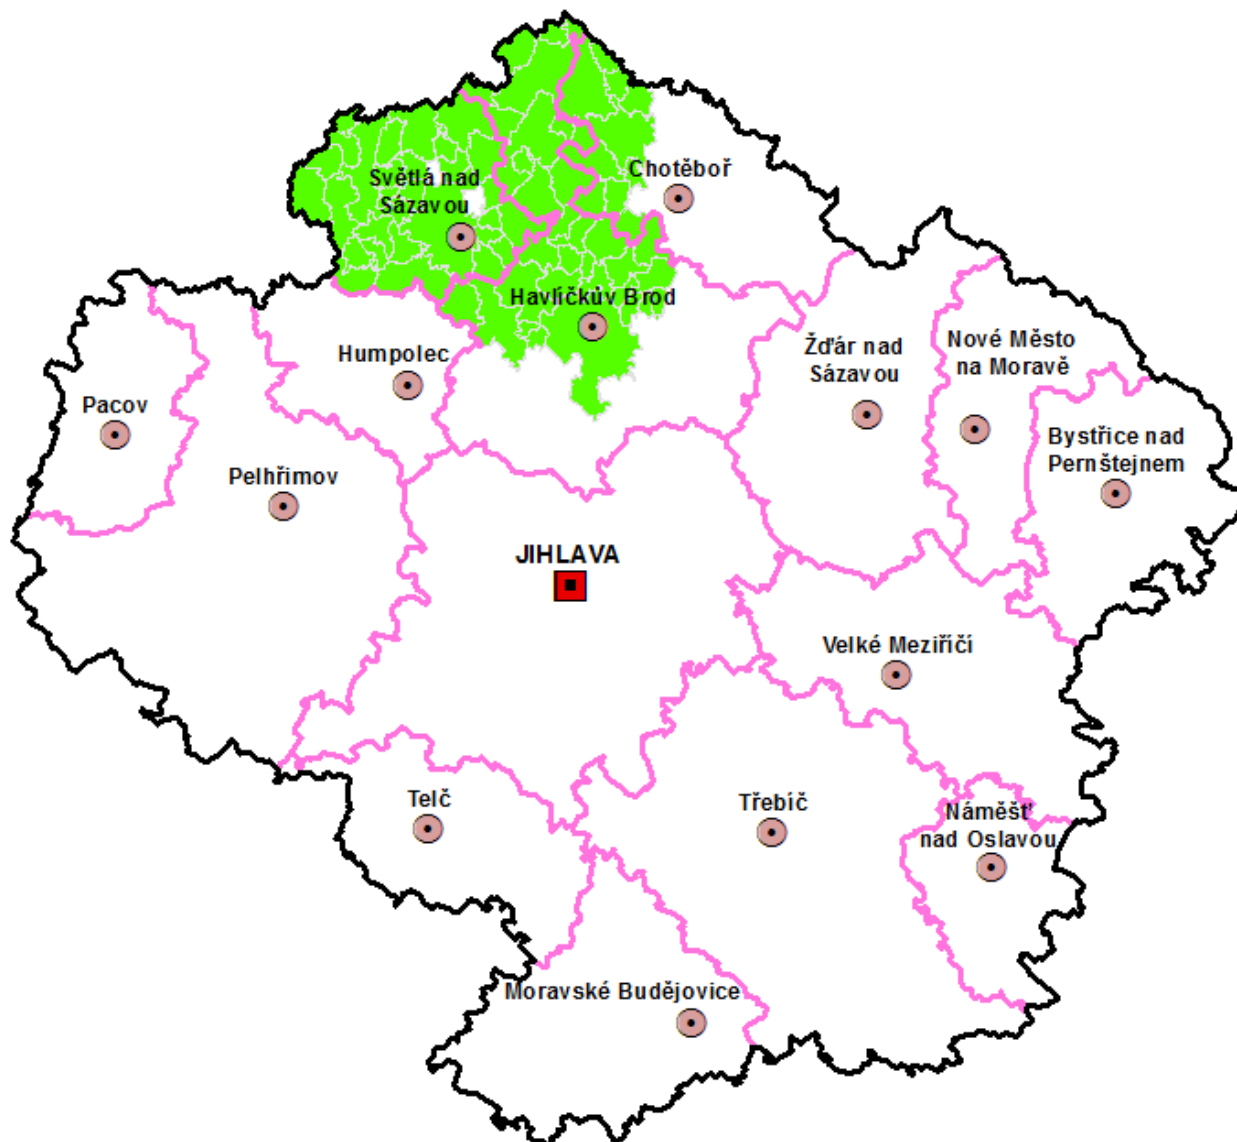 Chotěboř
Světlá nad
Sázavou
Havlíčkův Brod
Humpolec
Žďár nad
Sázavou
Nové Město
na Moravě
Pacov
Bystřice nad
Pernštejnem
Pelhřimov
JIHLAVA
Velké Meziříčí
Telč
Třebíč
Náměšť
nad Oslavou
Moravské Budějovice